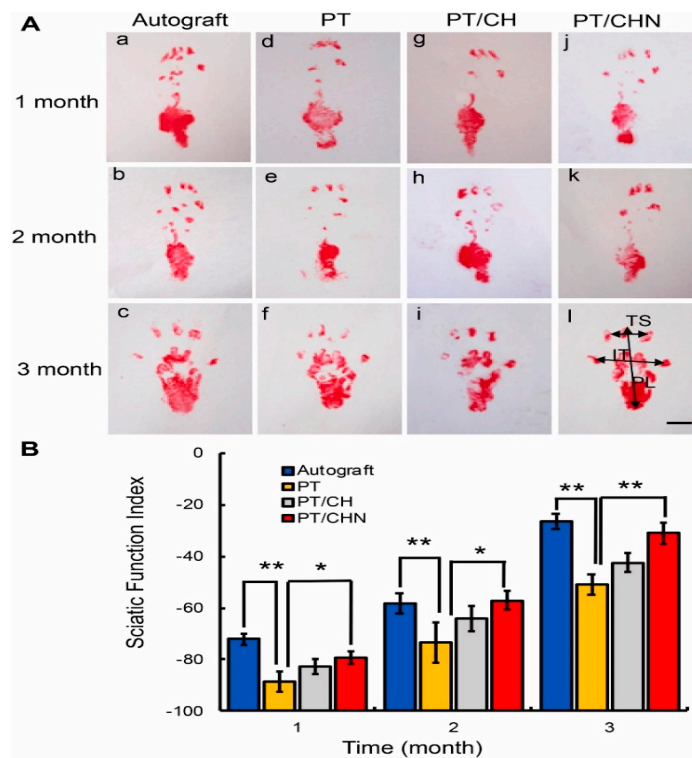 A
Autograft PT PT/CH PT/CHN
a d g j
1 month
b e h k
2 month
c f i l
TS
IT
3 month
PL
B
0
Autograft
PT
PT/CH
PT/CHN
-20
** **
-40
** *
-60
** *
-80
-100
Sciatic Function Index
1 2 3
Time (month)